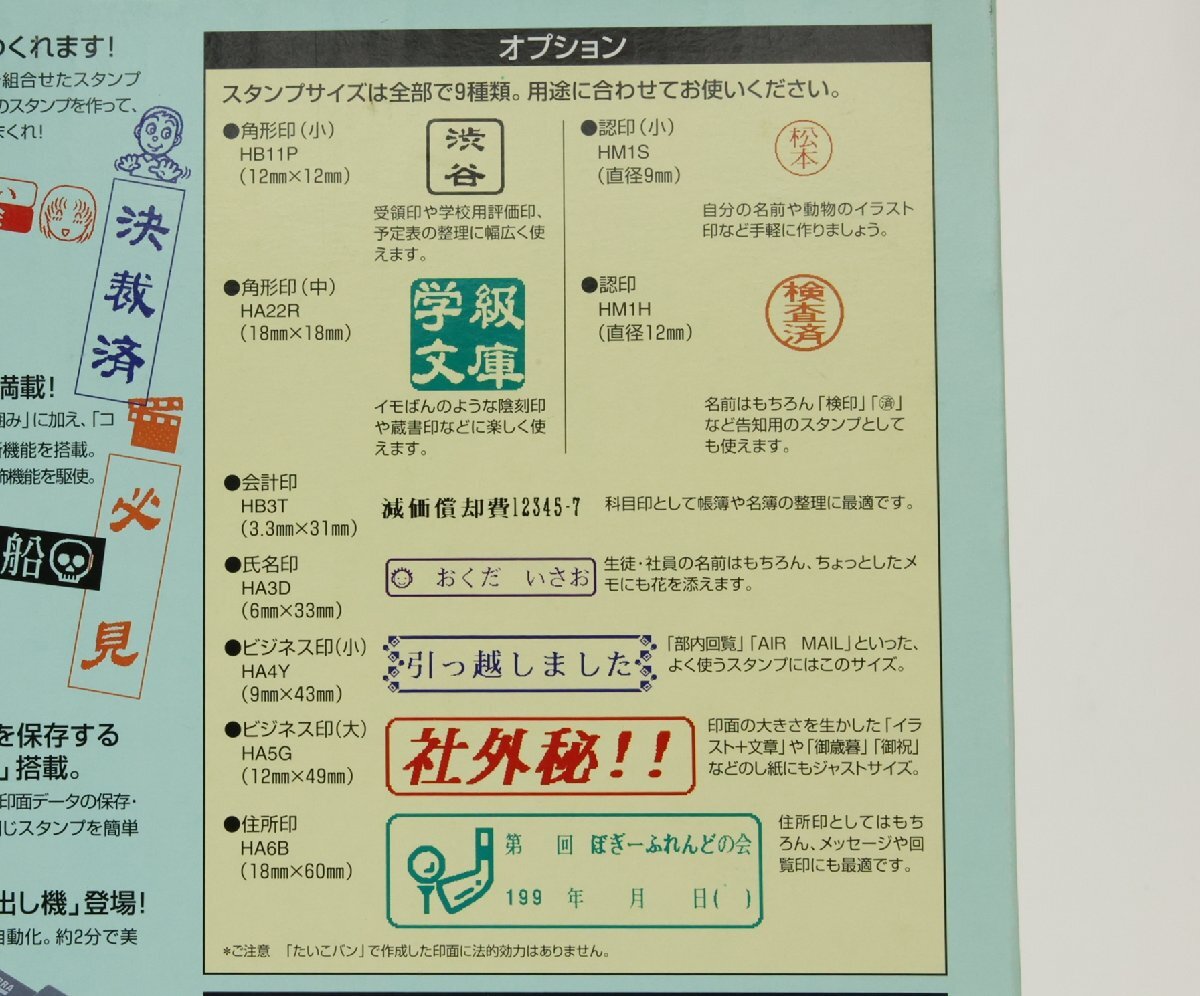 くれます!
組合せたスタンプ
のスタンプを作って、
まくれ!
決裁済
満載!
組み」に加え、「コ
機能を搭載。
飾機能を駆使。
必見
船
を保存する
」搭載。
印面データの保存・
同じスタンプを簡単
出し機」登場!
自動化。約2分で美
オプション
スタンプサイズは全部で9種類。用途に合わせてお使いください。
●角形印(小)
HB11P
(12mm×12mm)
渋谷
受領印や学校用評価印、
予定表の整理に幅広く使
えます。
●角形印(中)
HA22R
(18mm×18mm)
学級
文庫
イモばんのような陰刻印
や蔵書印などに楽しく使
えます。
●認印(小)
HM1S
(直径9mm)
松本
自分の名前や動物のイラスト
印など手軽に作りましょう。
●認印
HM1H
(直径12mm)
検査済
名前はもちろん「検印」「㊮」
など告知用のスタンプとして
も使えます。
●会計印
HB3T
(3.3mm×31mm)
減価償却費12345-7
科目印として帳簿や名簿の整理に最適です。
●氏名印
HA3D
(6mm×33mm)
おくだ いさお
生徒・社員の名前はもちろん、ちょっとしたメ
モにも花を添えます。
●ビジネス印(小)
HA4Y
(9mm×43mm)
引っ越しました
「部内回覧」「AIR MAIL」といった、
よく使うスタンプにはこのサイズ。
●ビジネス印(大)
HA5G
(12mm×49mm)
社外秘!!
印面の大きさを生かした「イラ
スト+文章」や「御歳暮」「御祝」
などのし紙にもジャストサイズ。
●住所印
HA6B
(18mm×60mm)
第 回 ぼぎーふれんどの会
199 年 月 日( )
住所印としてはもち
ろん、メッセージや回
覧印にも最適です。
*ご注意 「たいこバン」で作成した印面に法的効力はありません。